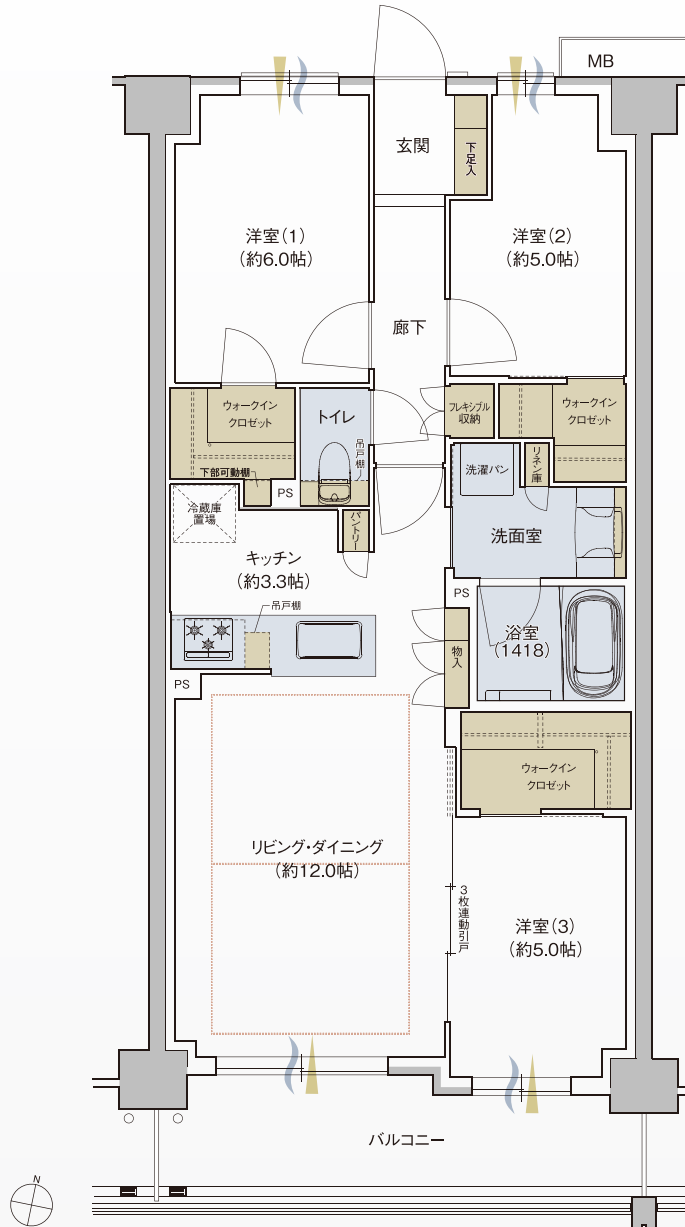 MB
玄関
下足入
洋室(1)
(約6.0帖)
洋室(2)
(約5.0帖)
廊下
ウォークイン
クロゼット
トイレ
フレキシブル
収納
ウォークイン
クロゼット
吊戸棚
下部可動棚
PS
洗濯パン
リネン庫
冷蔵庫
置場
パントリー
洗面室
キッチン
(約3.3帖)
PS
吊戸棚
浴室
(1418)
物入
PS
ウォークイン
クロゼット
リビング・ダイニング
(約12.0帖)
3枚連動引戸
洋室(3)
(約5.0帖)
バルコニー
N